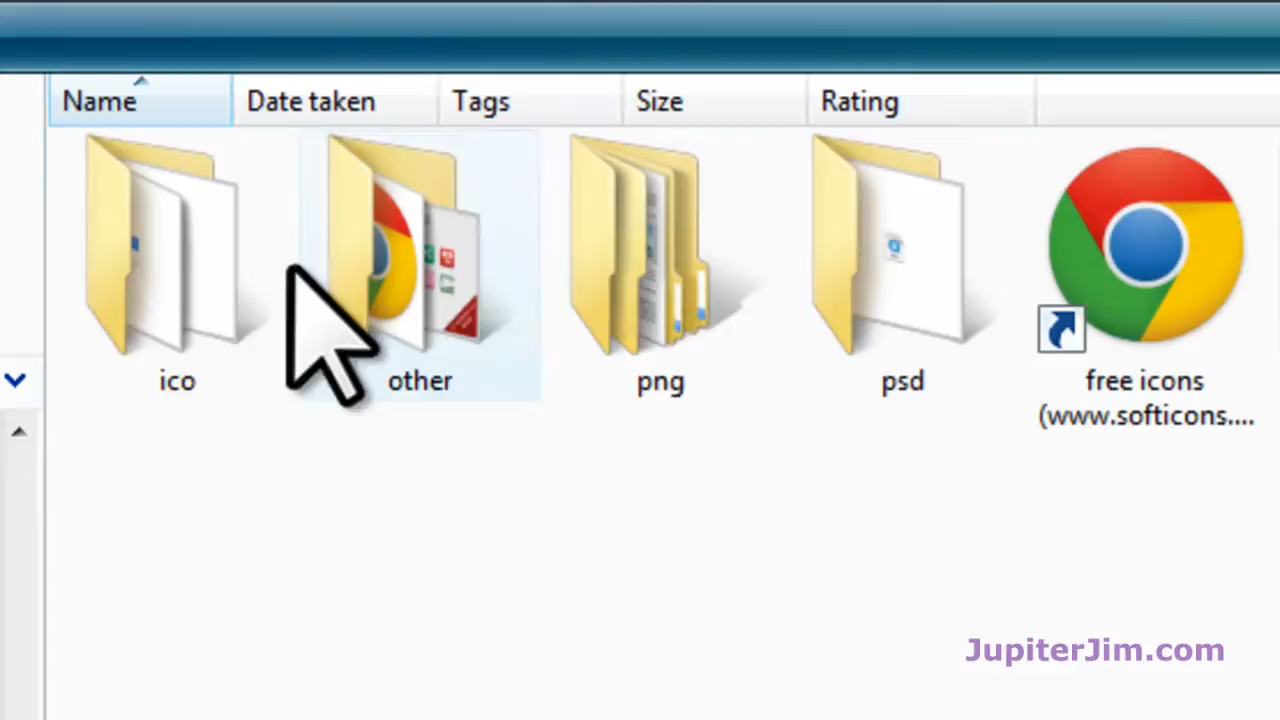 Name Date taken Tags Size Rating
ico other png psd free icons
(www.softicons....
JupiterJim.com